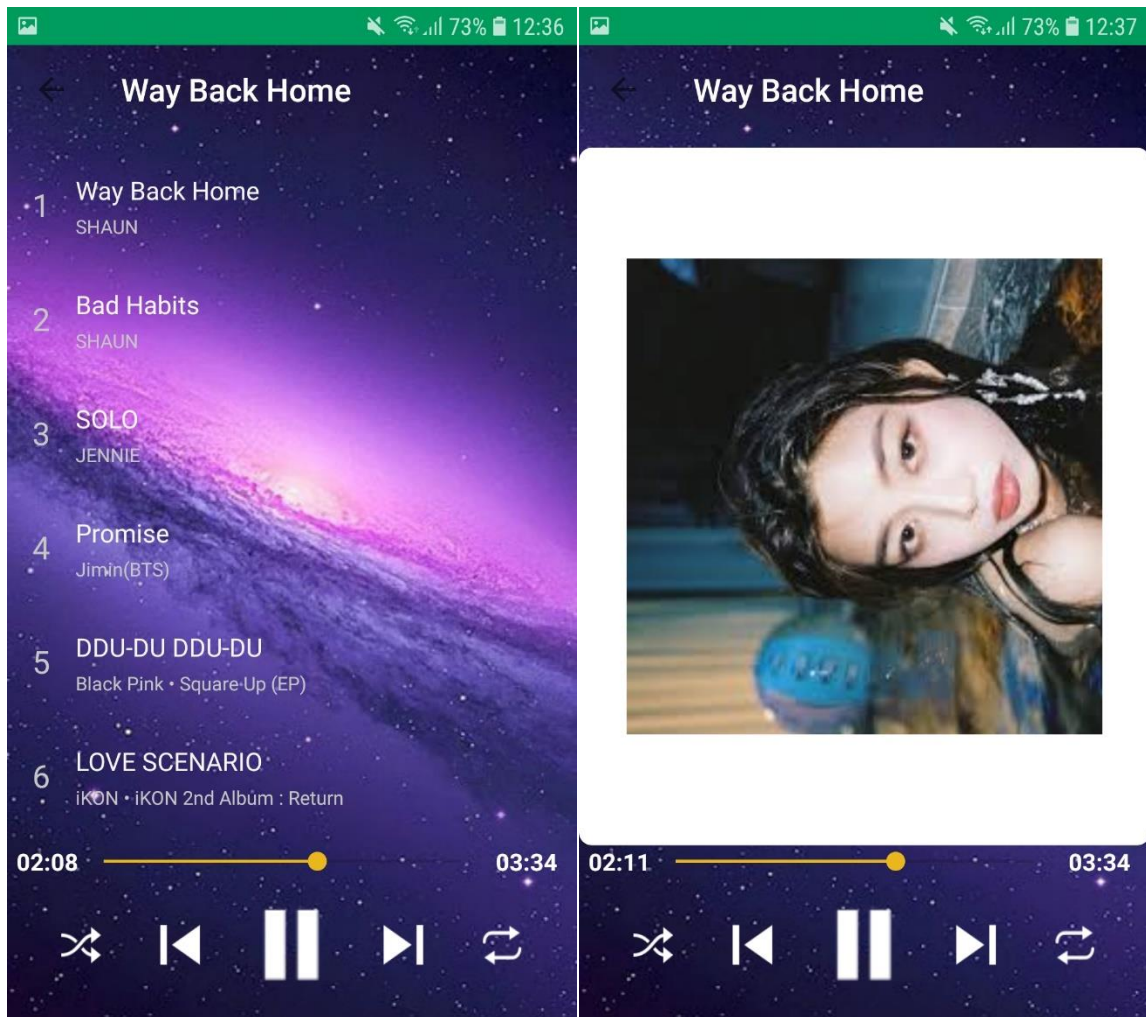 73% 12:36
Way Back Home
1
Way Back Home
SHAUN
2
Bad Habits
SHAUN
3
SOLO
JENNIE
4
Promise
Jimin(BTS)
5
DDU-DU DDU-DU
Black Pink • Square Up (EP)
6
LOVE SCENARIO
iKON • iKON 2nd Album : Return
02:08 03:34
73% 12:37
Way Back Home
02:11 03:34